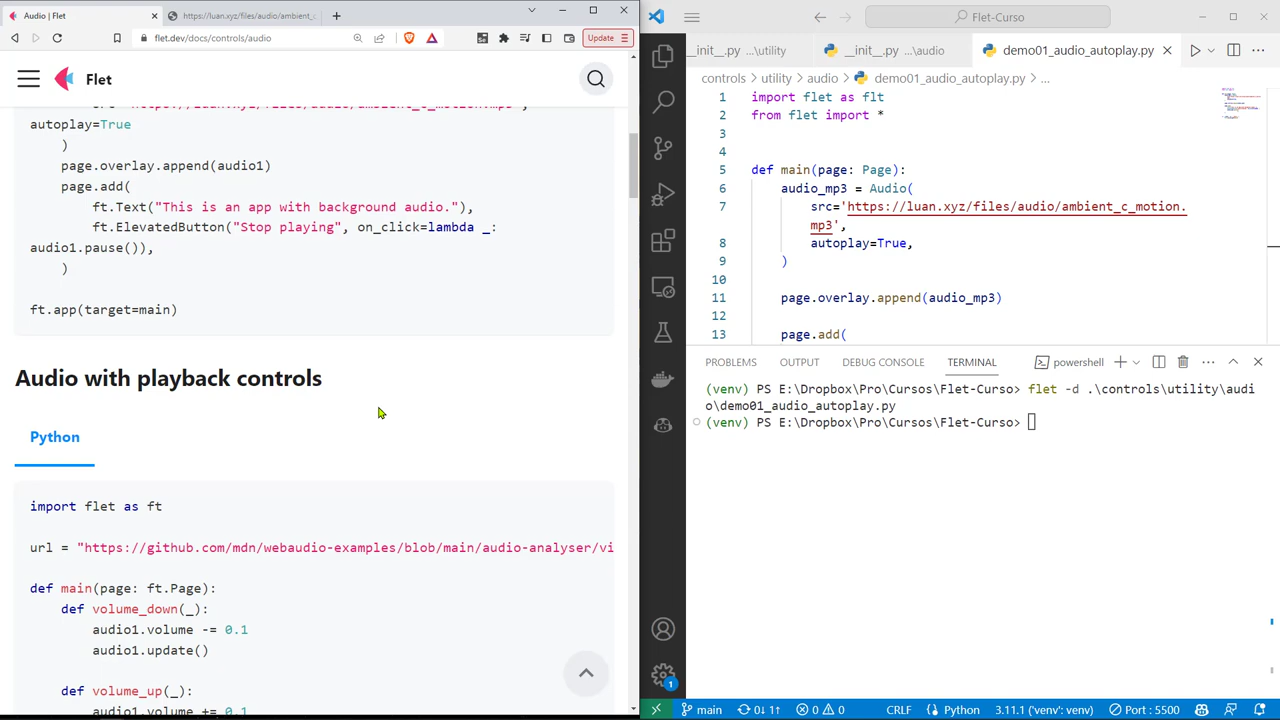 Audio | Flet
https://luan.xyz/files/audio/ambient_c
flet.dev/docs/controls/audio
Update
Flet
autoplay=True
)
page.overlay.append(audio1)
page.add(
ft.Text("This is an app with background audio."),
ft.ElevatedButton("Stop playing", on_click=lambda _:
audio1.pause()),
)
ft.app(target=main)
Audio with playback controls
Python
import flet as ft
url = "https://github.com/mdn/webaudio-examples/blob/main/audio-analyser/vi
def main(page: ft.Page):
def volume_down(_):
audio1.volume -= 0.1
audio1.update()
def volume_up(_):
audio1.volume += 0.1
Flet-Curso
__init__.py ...\utility
__init__.py ...\audio
demo01_audio_autoplay.py
controls > utility > audio > demo01_audio_autoplay.py > ...
1 import flet as flt
2 from flet import *
3
4
5 def main(page: Page):
6 audio_mp3 = Audio(
7 src='https://luan.xyz/files/audio/ambient_c_motion.
mp3',
8 autoplay=True,
9 )
10
11 page.overlay.append(audio_mp3)
12
13 page.add(
PROBLEMS OUTPUT DEBUG CONSOLE TERMINAL powershell
(venv) PS E:\Dropbox\Pro\Cursos\Flet-Curso> flet -d .\controls\utility\audi
o\demo01_audio_autoplay.py
(venv) PS E:\Dropbox\Pro\Cursos\Flet-Curso>
1
main 0↓ 1↑ 0 0 CRLF Python 3.11.1 ('venv': venv) Port : 5500